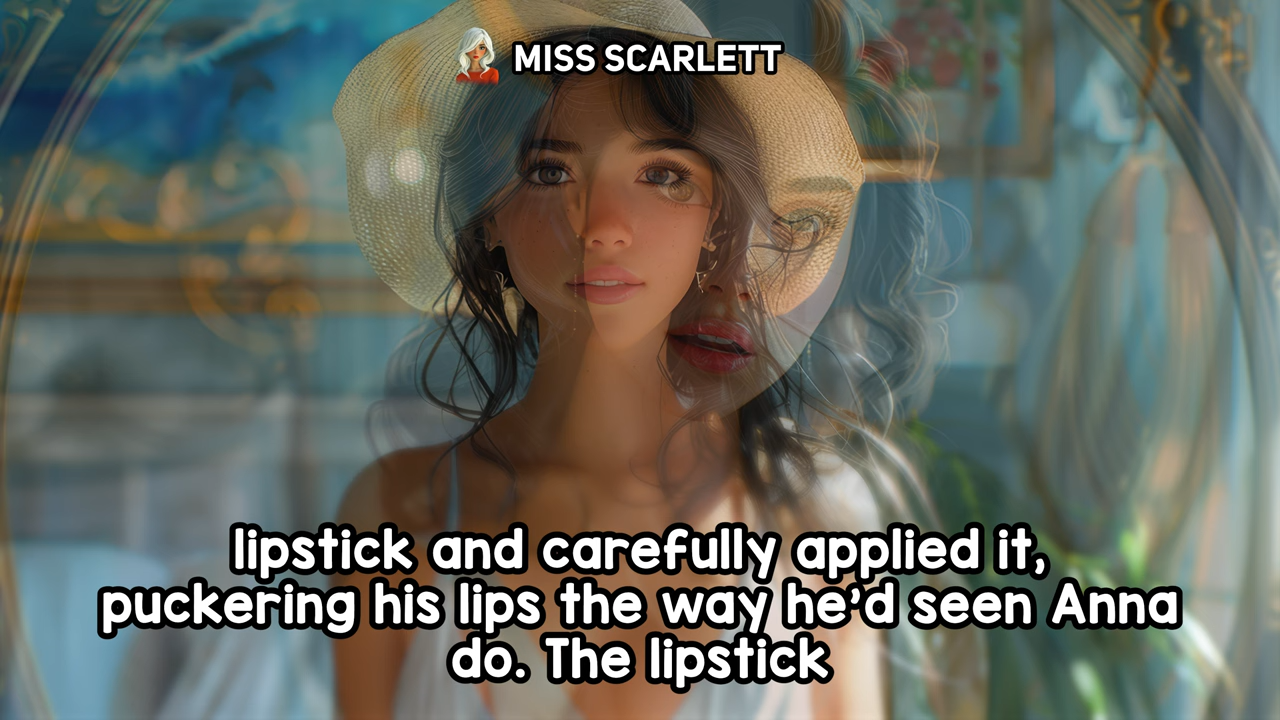 MISS SCARLETT
lipstick and carefully applied it,
puckering his lips the way he'd seen Anna
do. The lipstick